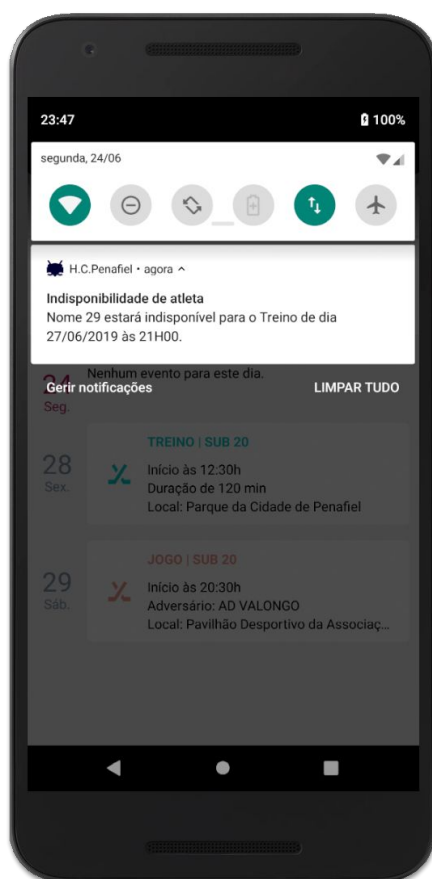 23:47 100%
segunda, 24/06
H.C.Penafiel • agora
Indisponibilidade de atleta
Nome 29 estará indisponível para o Treino de dia
27/06/2019 às 21H00.
24 Nenhum evento para este dia.
Seg.
Gerir notificações LIMPAR TUDO
TREINO | SUB 20
28 Início às 12:30h
Sex. Duração de 120 min
Local: Parque da Cidade de Penafiel
JOGO | SUB 20
29 Início às 20:30h
Sáb. Adversário: AD VALONGO
Local: Pavilhão Desportivo da Associaç...